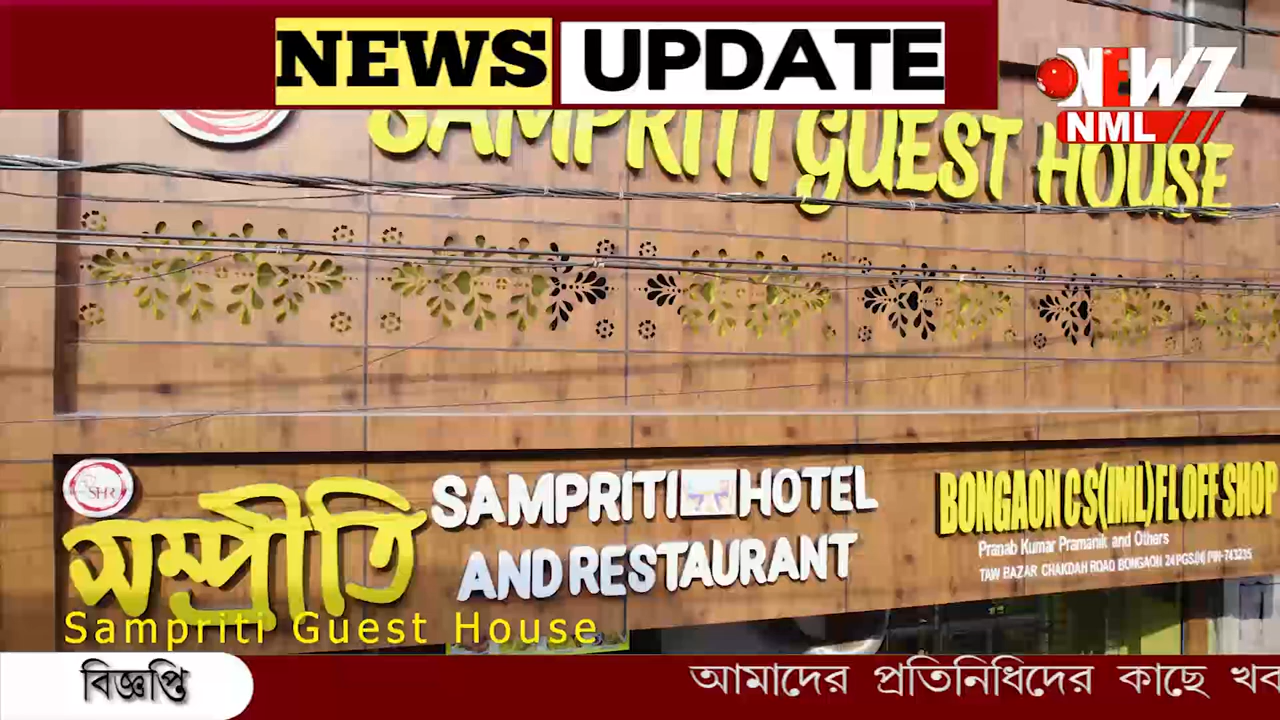 NEWS UPDATE
NEWZ
NML
SAMPRITI GUEST HOUSE
SHR
সম্প্রীতি
SAMPRITI HOTEL
AND RESTAURANT
BONGAON C S (IML) FL OFF SHOP
Pranab Kumar Pramanik and Others
TAW BAZAR CHAKDAH ROAD BONGAON 24 PGS.(N) PIN-743235
Sampriti Guest House
বিজ্ঞপ্তি
আমাদের প্রতিনিধিদের কাছে খব